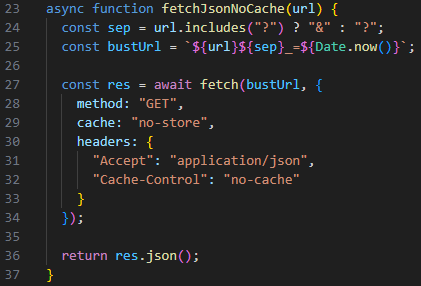 23 async function fetchJsonNoCache(url) {
24   const sep = url.includes("?") ? "&" : "?";
25   const bustUrl = `${url}${sep}_=${Date.now()}`;
26
27   const res = await fetch(bustUrl, {
28     method: "GET",
29     cache: "no-store",
30     headers: {
31       "Accept": "application/json",
32       "Cache-Control": "no-cache"
33     }
34   });
35
36   return res.json();
37 }